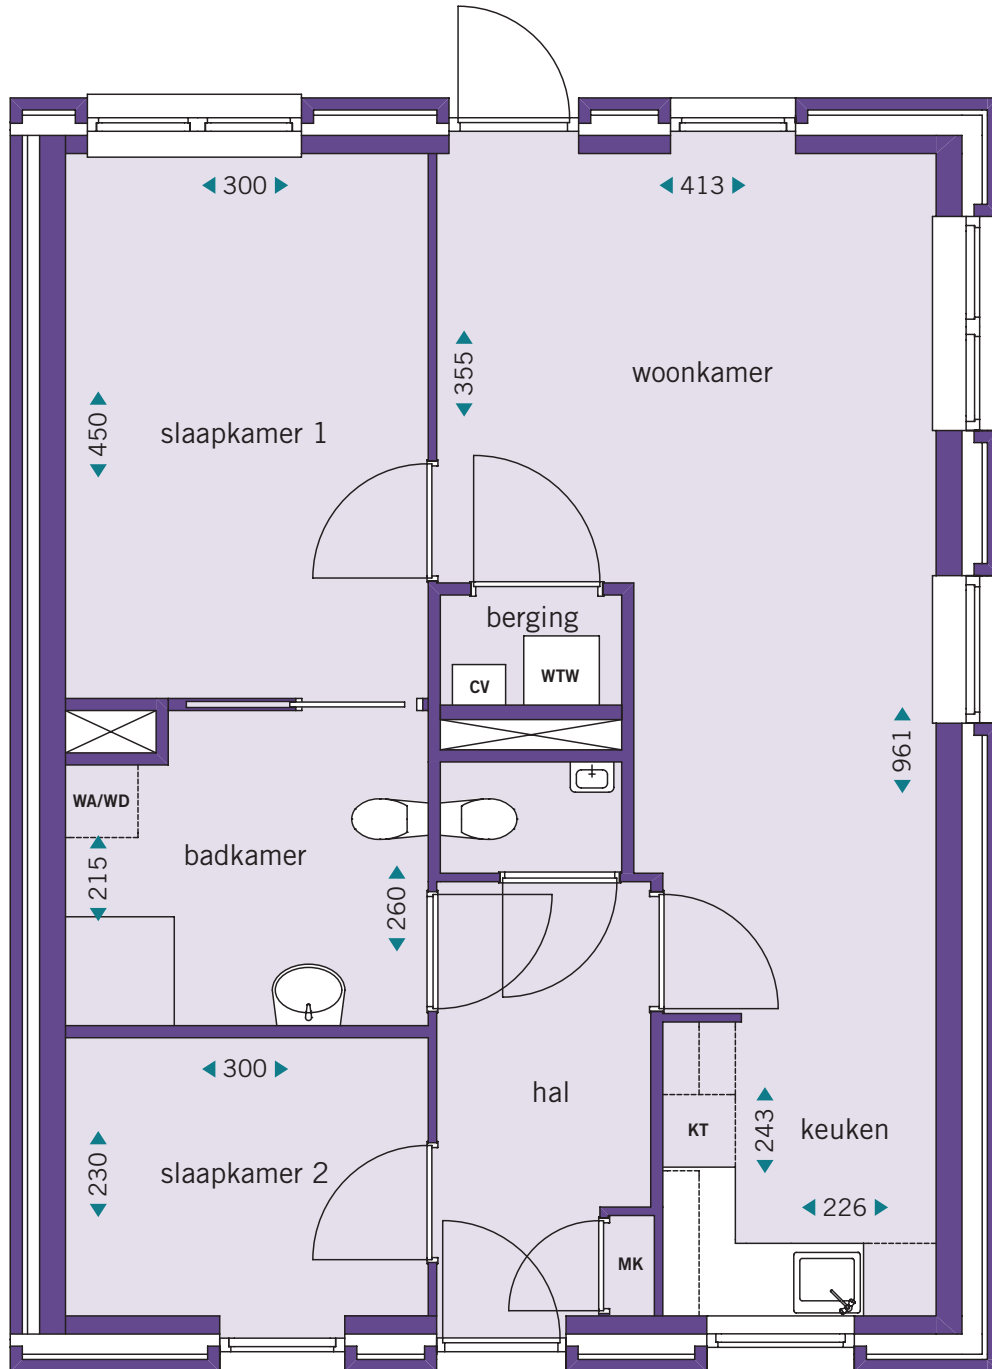 300
413
355
woonkamer
450
slaapkamer 1
berging
CV
WTW
961
WA/WD
215
badkamer
260
300
hal
243
KT
keuken
230
slaapkamer 2
226
MK